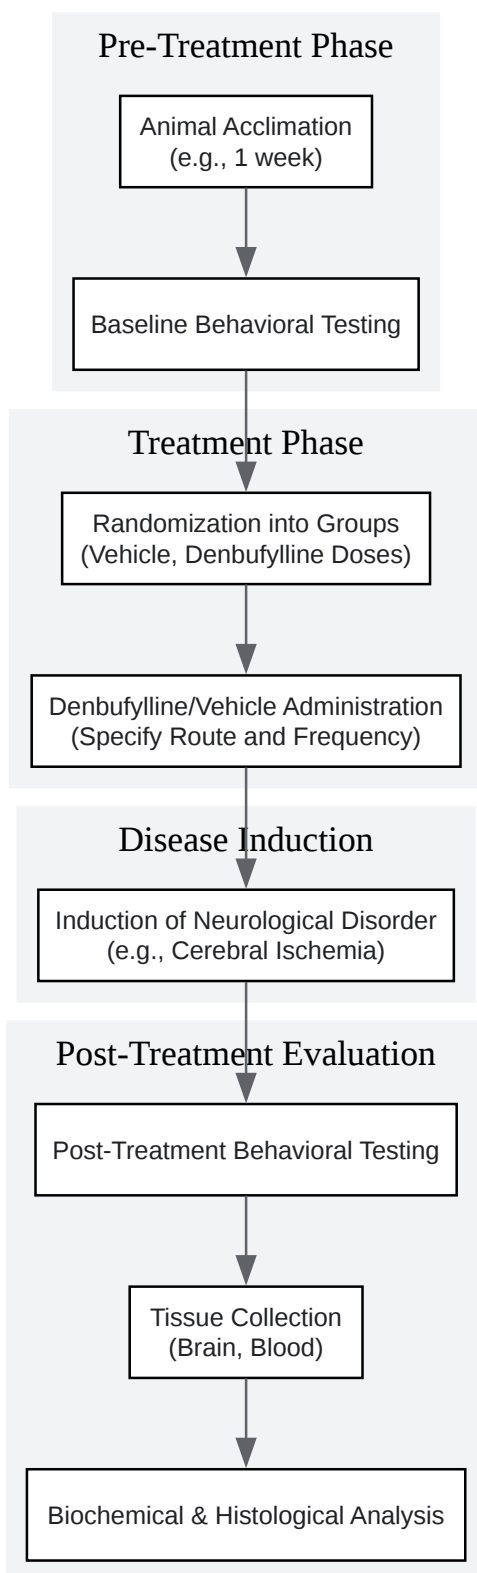 Pre-Treatment Phase
Animal Acclimation
(e.g., 1 week)
Baseline Behavioral Testing
Treatment Phase
Randomization into Groups
(Vehicle, Denbufylline Doses)
Denbufylline/Vehicle Administration
(Specify Route and Frequency)
Disease Induction
Induction of Neurological Disorder
(e.g., Cerebral Ischemia)
Post-Treatment Evaluation
Post-Treatment Behavioral Testing
Tissue Collection
(Brain, Blood)
Biochemical & Histological Analysis